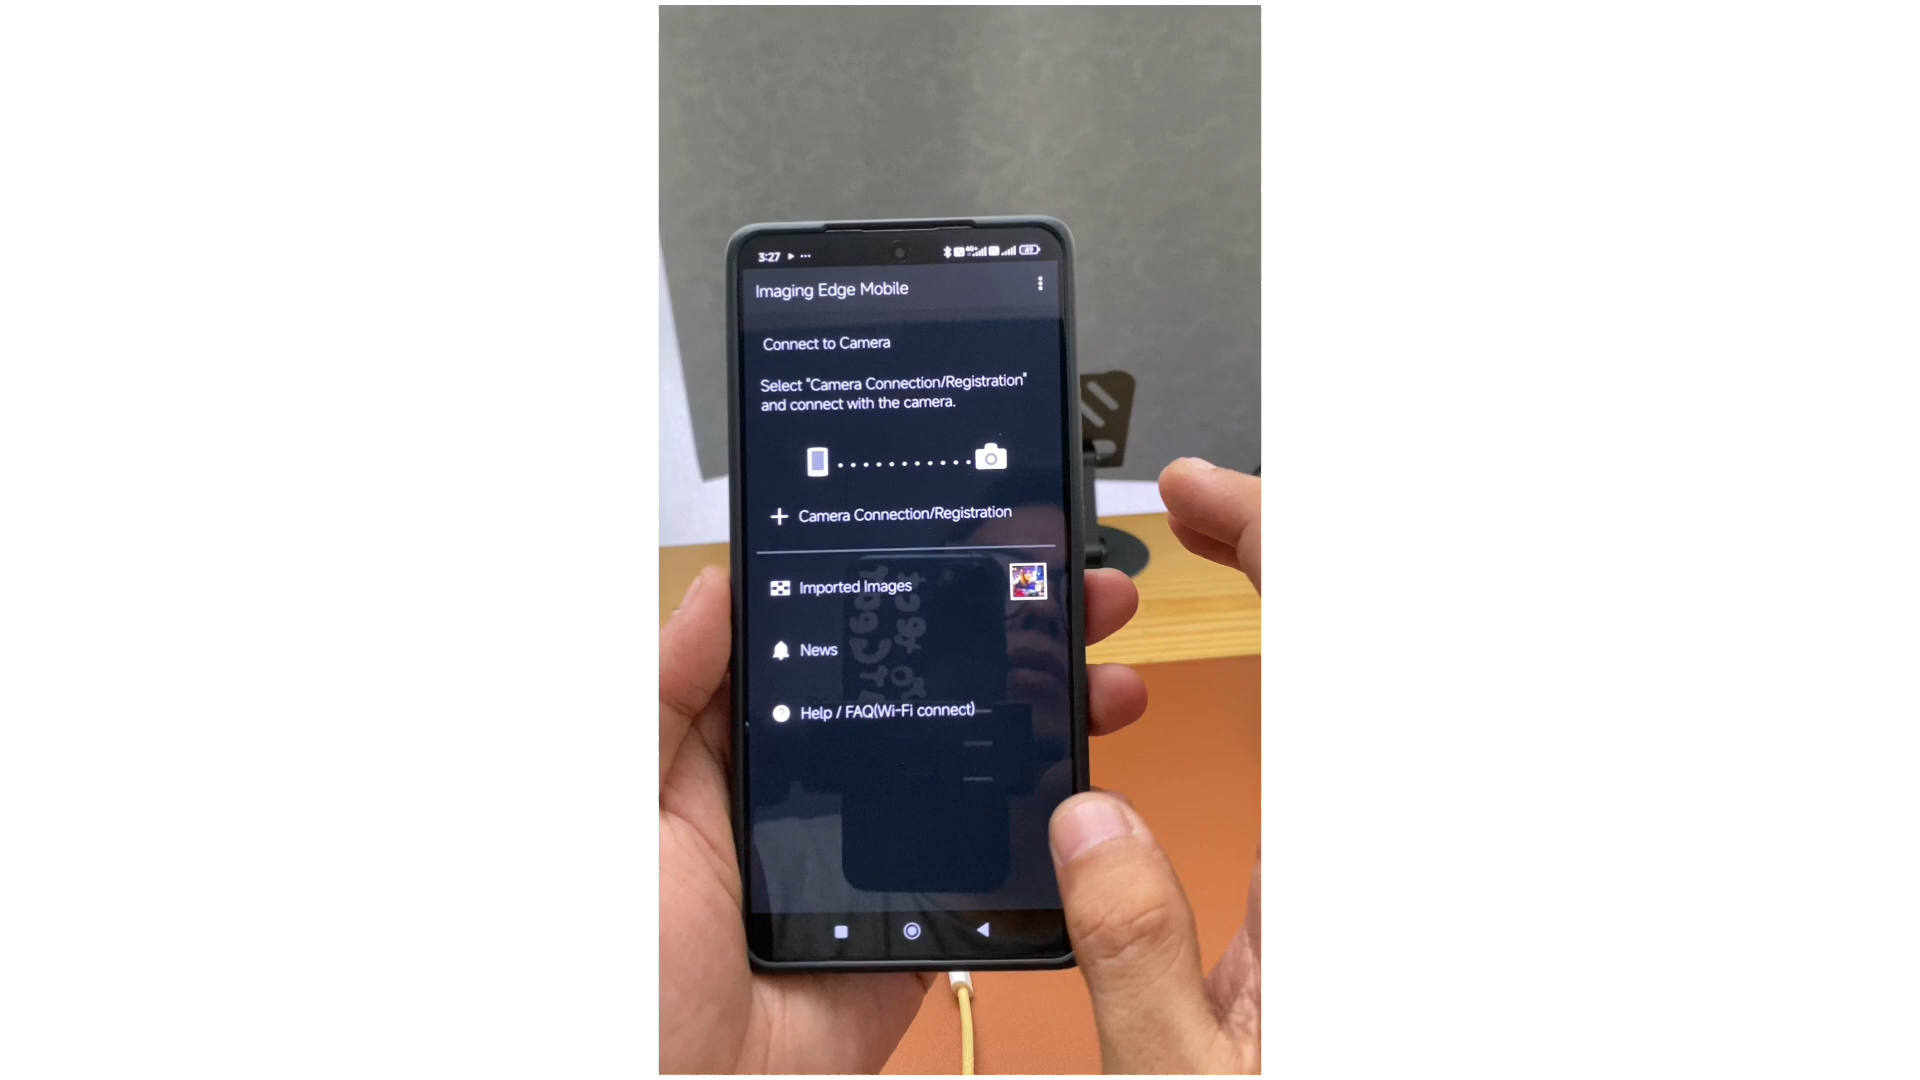 3:27
Imaging Edge Mobile
Connect to Camera
Select "Camera Connection/Registration"
and connect with the camera.
Camera Connection/Registration
Imported Images
News
Help / FAQ(Wi-Fi connect)